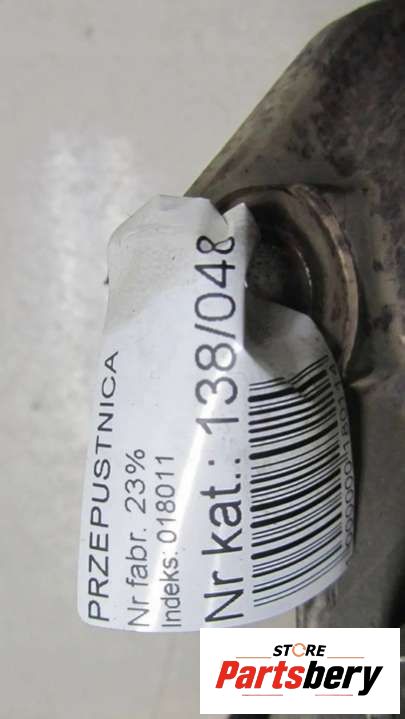 PRZEPUSTNICA
Nr fabr. 23%
Indeks: 018011
Nr kat.: 138/048
STORE
Partsbery